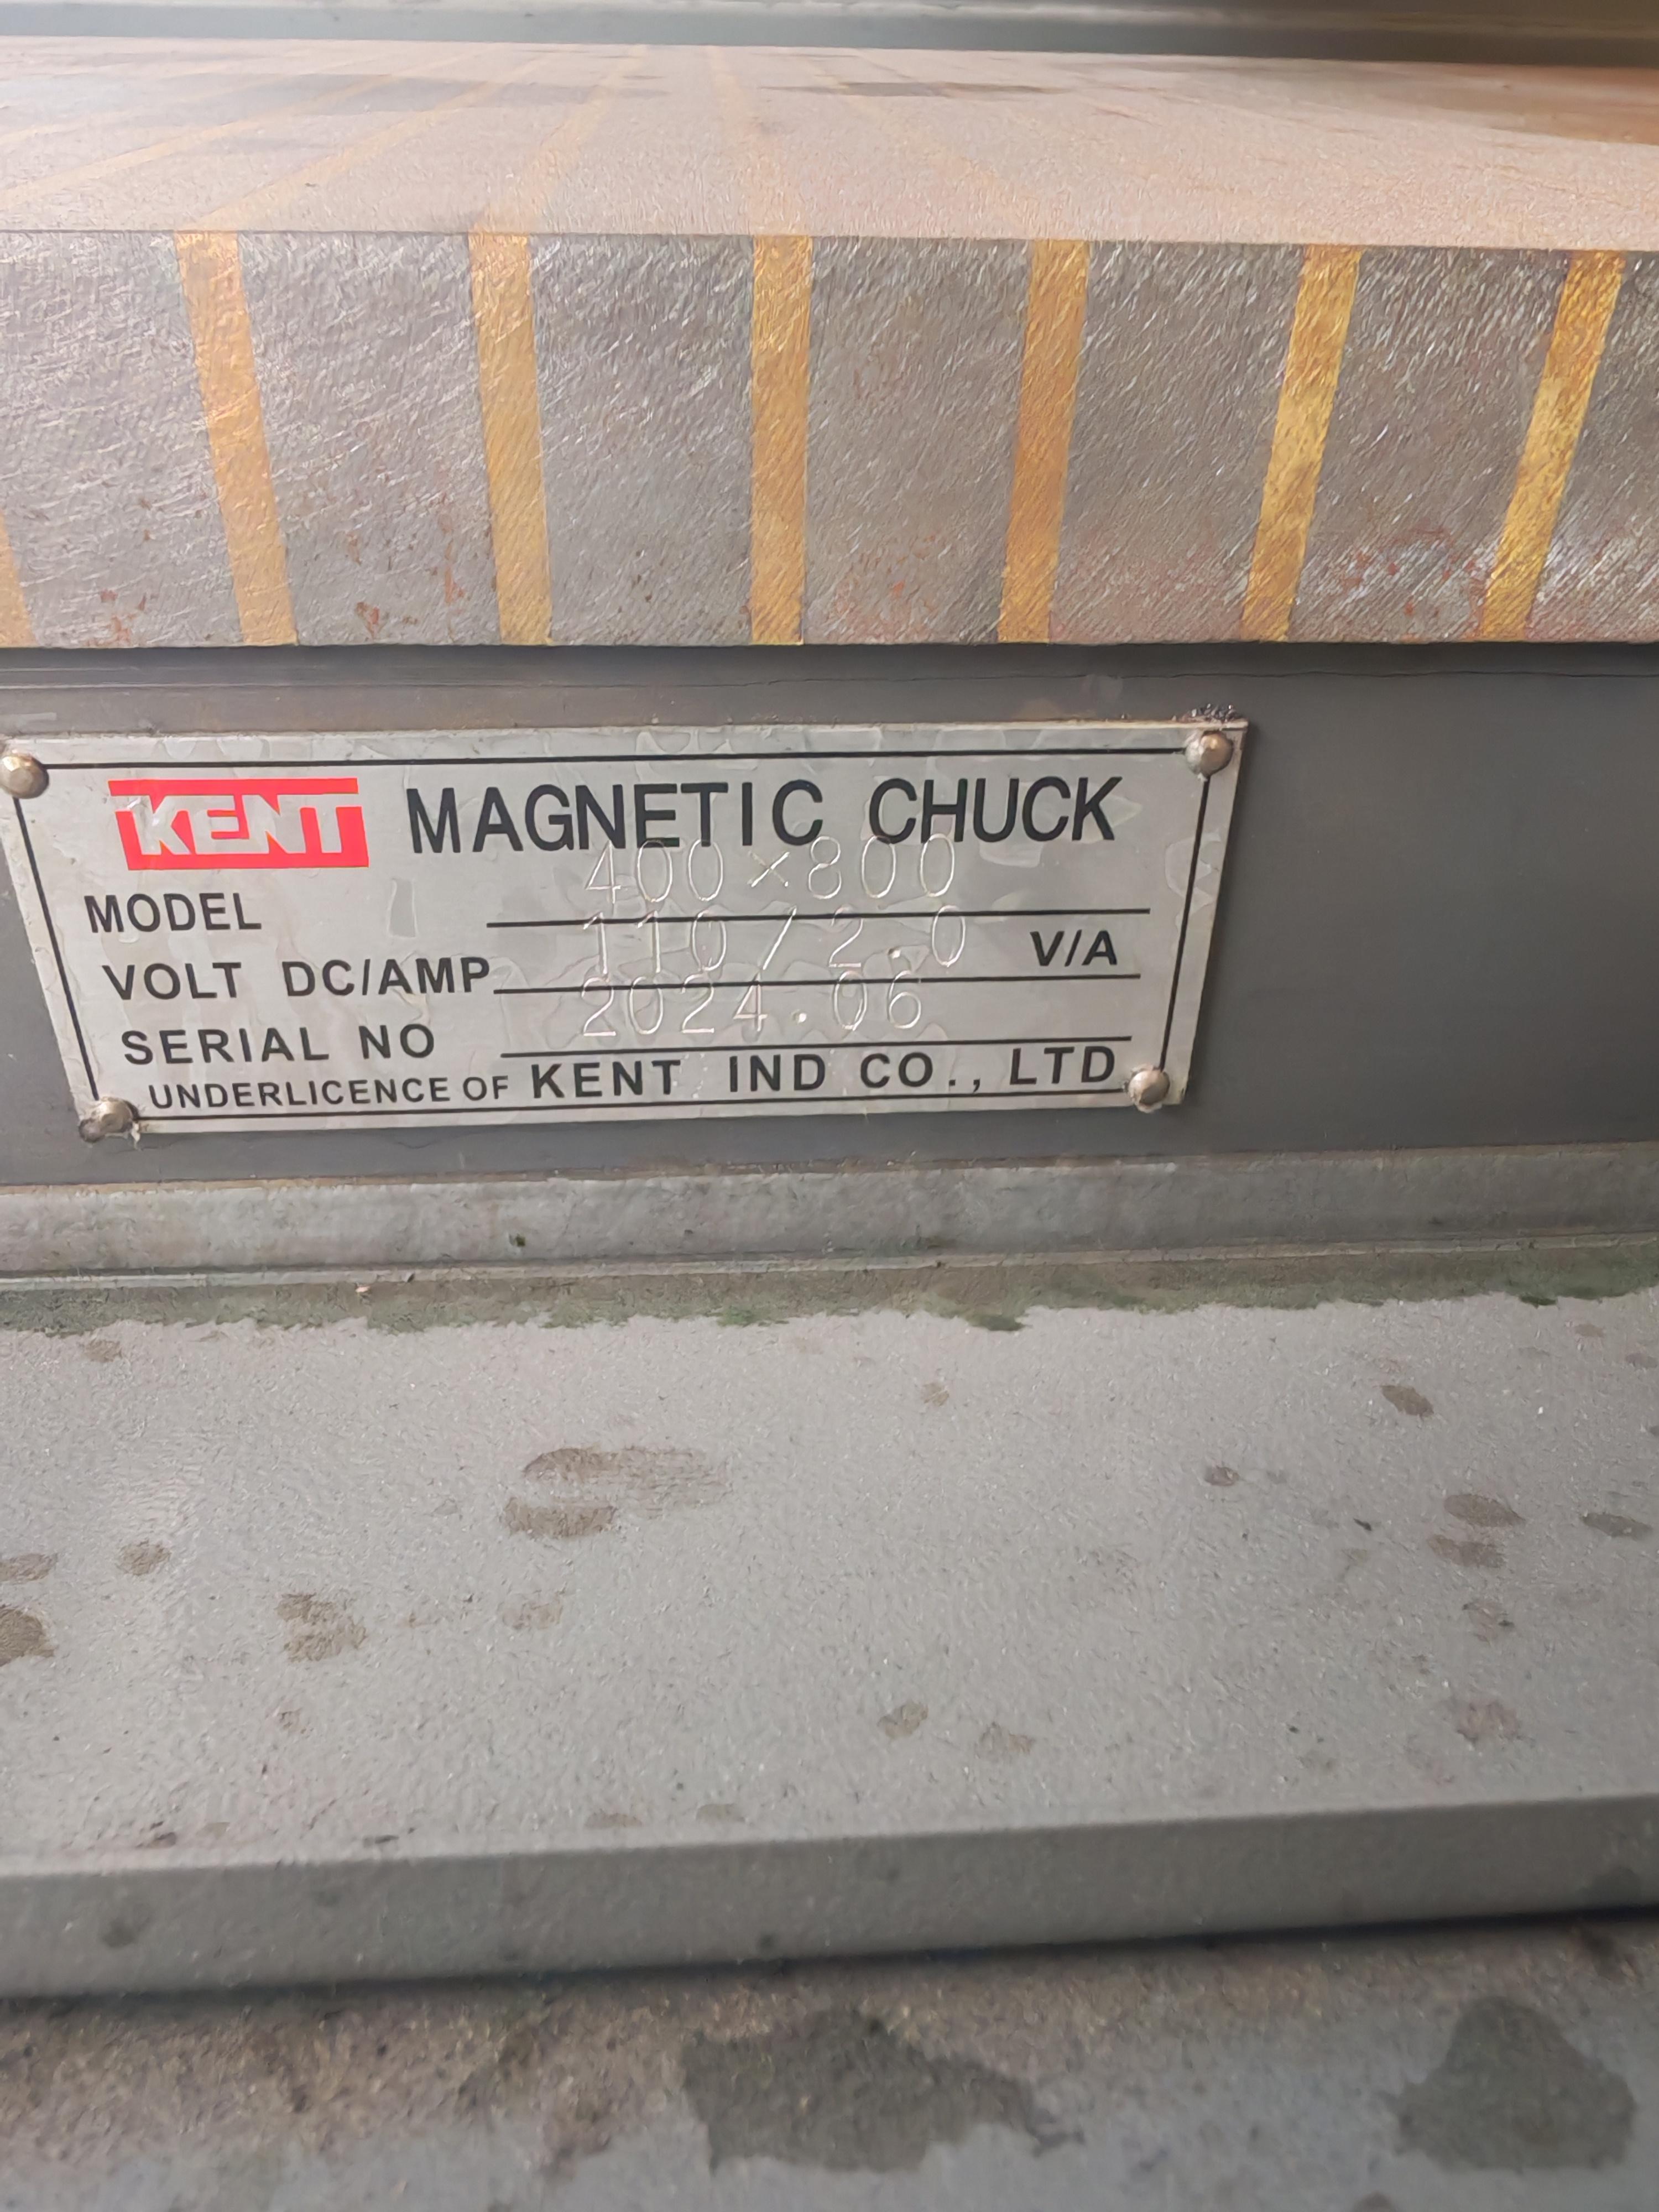 KENT MAGNETIC CHUCK
MODEL 400×800
VOLT DC/AMP 110/2.0 V/A
SERIAL NO 2024.06
UNDERLICENCE OF KENT IND CO., LTD